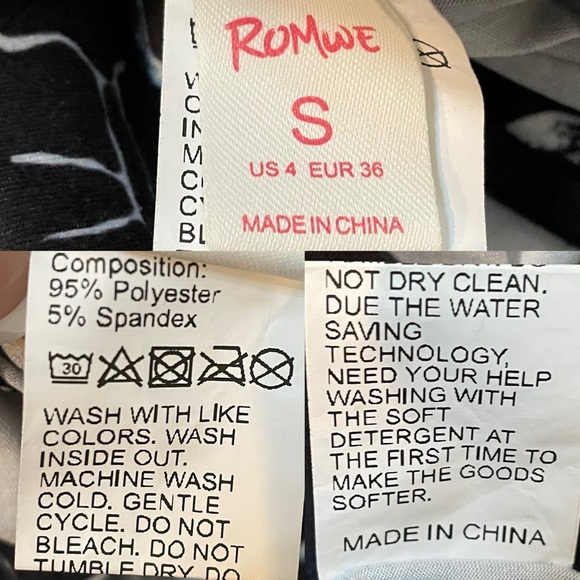 ROMWE
S
US 4 EUR 36
MADE IN CHINA
Composition:
95% Polyester
5% Spandex
30
WASH WITH LIKE
COLORS. WASH
INSIDE OUT.
MACHINE WASH
COLD. GENTLE
CYCLE. DO NOT
BLEACH. DO NOT
TUMBLE DRY. DO
NOT DRY CLEAN.
DUE THE WATER
SAVING
TECHNOLOGY,
NEED YOUR HELP
WASHING WITH
THE SOFT
DETERGENT AT
THE FIRST TIME TO
MAKE THE GOODS
SOFTER.
MADE IN CHINA